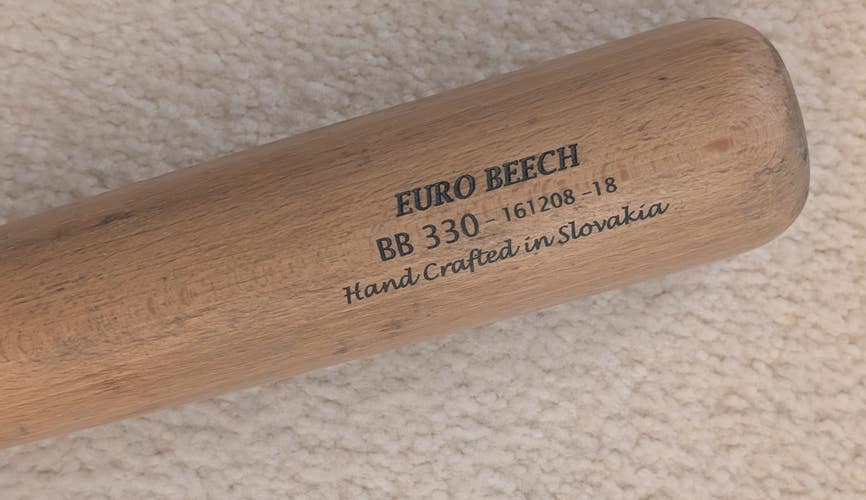 EURO BEECH
BB 330 - 161208 -18
Hand Crafted in Slovakia